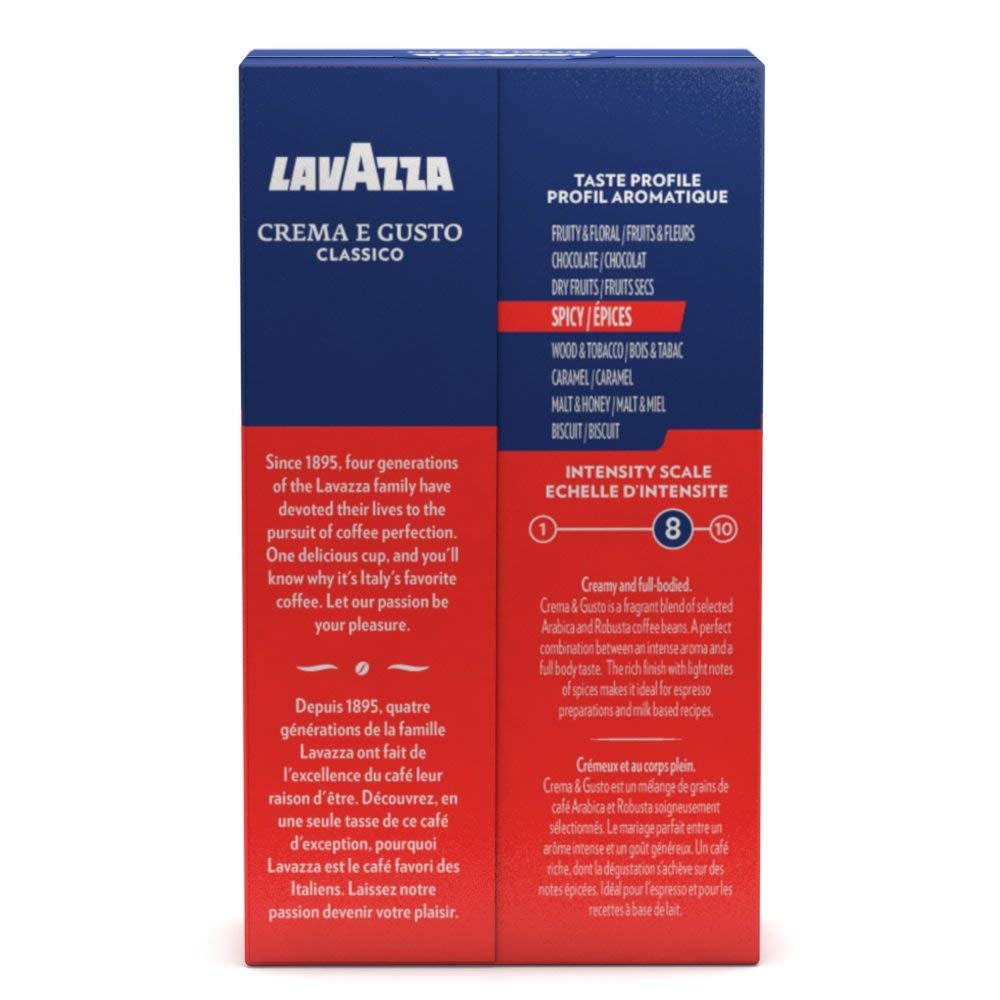 LAVAZZA
CREMA E GUSTO
CLASSICO
Since 1895, four generations
of the Lavazza family have
devoted their lives to the
pursuit of coffee perfection.
One delicious cup, and you'll
know why it's Italy's favorite
coffee. Let our passion be
your pleasure.
Depuis 1895, quatre
générations de la famille
Lavazza ont fait de
l'excellence du café leur
raison d'être. Découvrez, en
une seule tasse de ce café
d'exception, pourquoi
Lavazza est le café favori des
Italiens. Laissez notre
passion devenir votre plaisir.
TASTE PROFILE
PROFIL AROMATIQUE
FRUITY & FLORAL / FRUITS & FLEURS
CHOCOLATE / CHOCOLAT
DRY FRUITS / FRUITS SECS
SPICY / ÉPICES
WOOD & TOBACCO / BOIS & TABAC
CARAMEL / CARAMEL
MALT & HONEY / MALT & MIEL
BISCUIT / BISCUIT
INTENSITY SCALE
ECHELLE D'INTENSITE
1 8 10
Creamy and full-bodied.
Crema & Gusto is a fragrant blend of selected
Arabica and Robusta coffee beans. A perfect
combination between an intense aroma and a
full body taste. The rich finish with light notes
of spices makes it ideal for espresso
preparations and milk based recipes.
Crémeux et au corps plein.
Crema & Gusto est un mélange de grains de
café Arabica et Robusta soigneusement
sélectionnés. Le mariage parfait entre un
arôme intense et un goût généreux. Un café
riche, dont la dégustation s'achève sur des
notes épicées. Idéal pour l'espresso et pour les
recettes à base de lait.